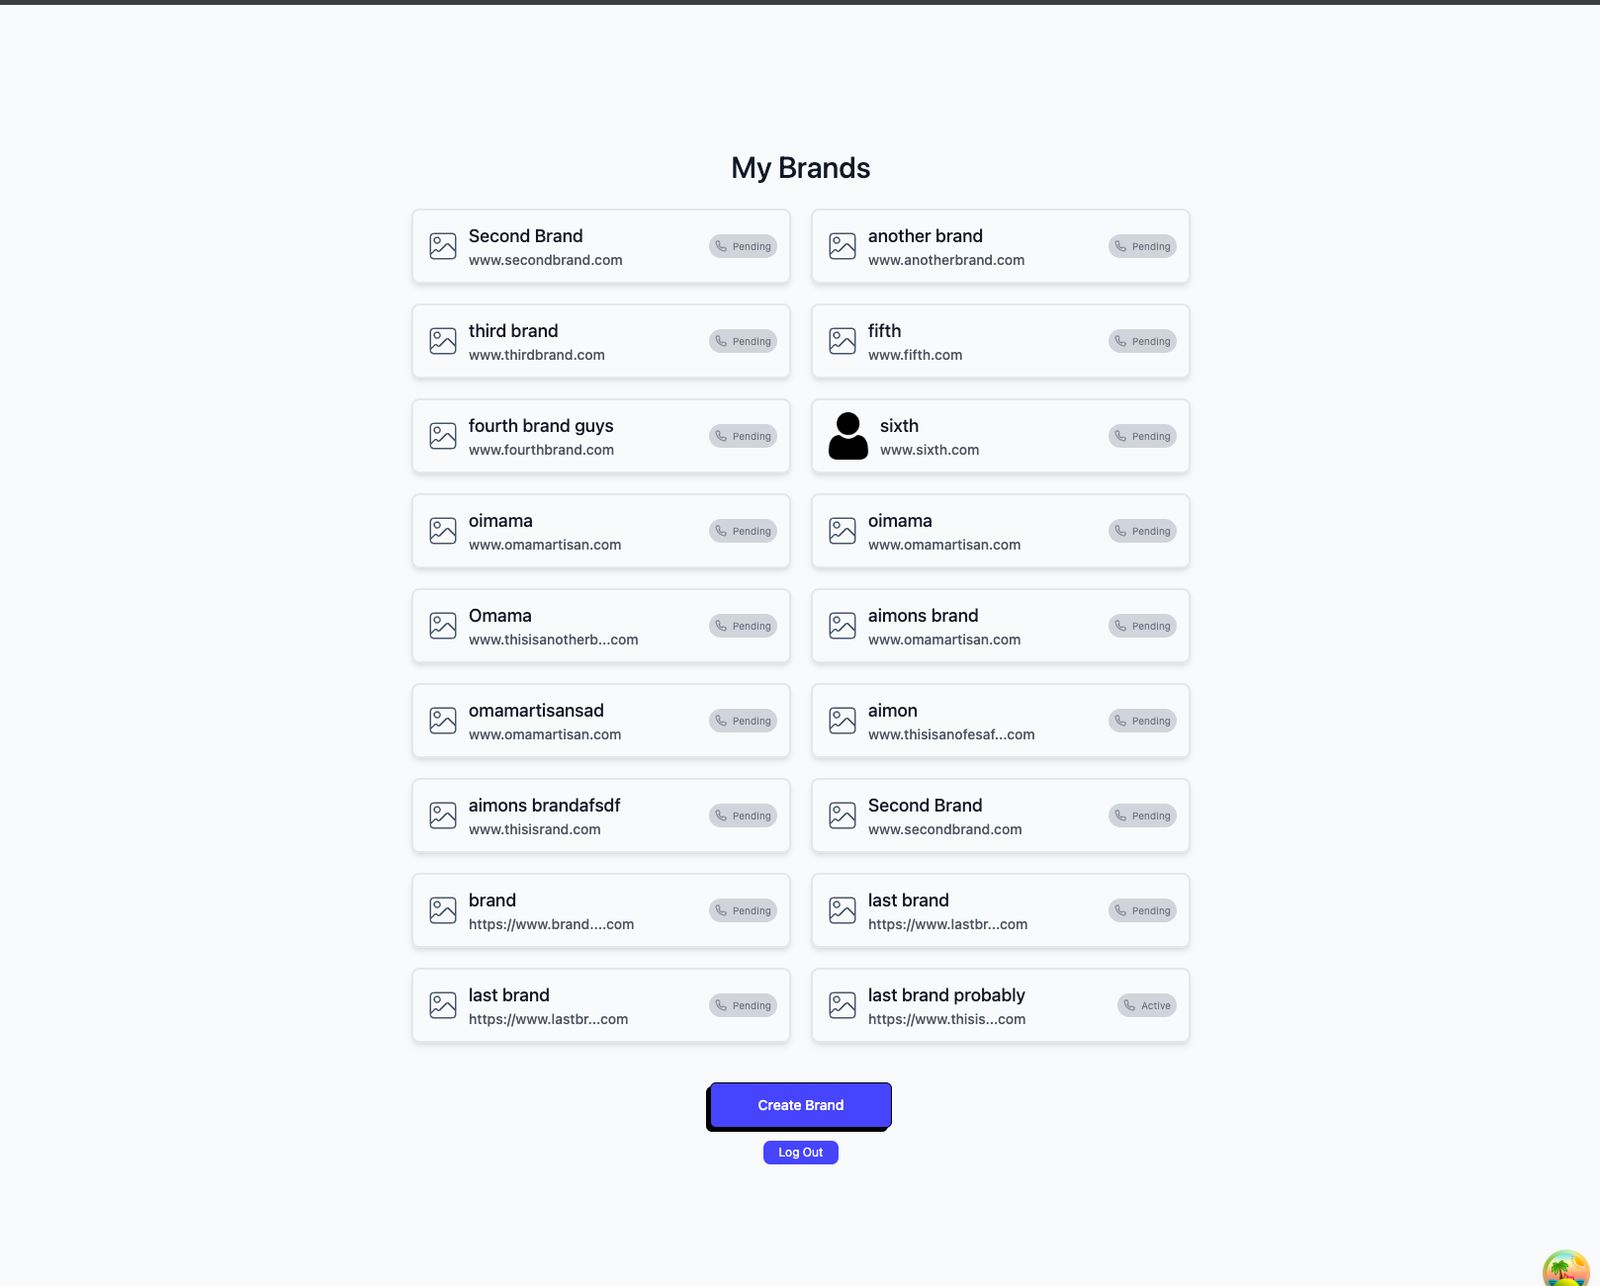 My Brands
Second Brand
www.secondbrand.com
Pending
another brand
www.anotherbrand.com
Pending
third brand
www.thirdbrand.com
Pending
fifth
www.fifth.com
Pending
fourth brand guys
www.fourthbrand.com
Pending
sixth
www.sixth.com
Pending
oimama
www.omamartisan.com
Pending
oimama
www.omamartisan.com
Pending
Omama
www.thisisanotherb...com
Pending
aimons brand
www.omamartisan.com
Pending
omamartisansad
www.omamartisan.com
Pending
aimon
www.thisisanofesaf...com
Pending
aimons brandafsdf
www.thisisrand.com
Pending
Second Brand
www.secondbrand.com
Pending
brand
https://www.brand....com
Pending
last brand
https://www.lastbr...com
Pending
last brand
https://www.lastbr...com
Pending
last brand probably
https://www.thisis...com
Active
Create Brand
Log Out